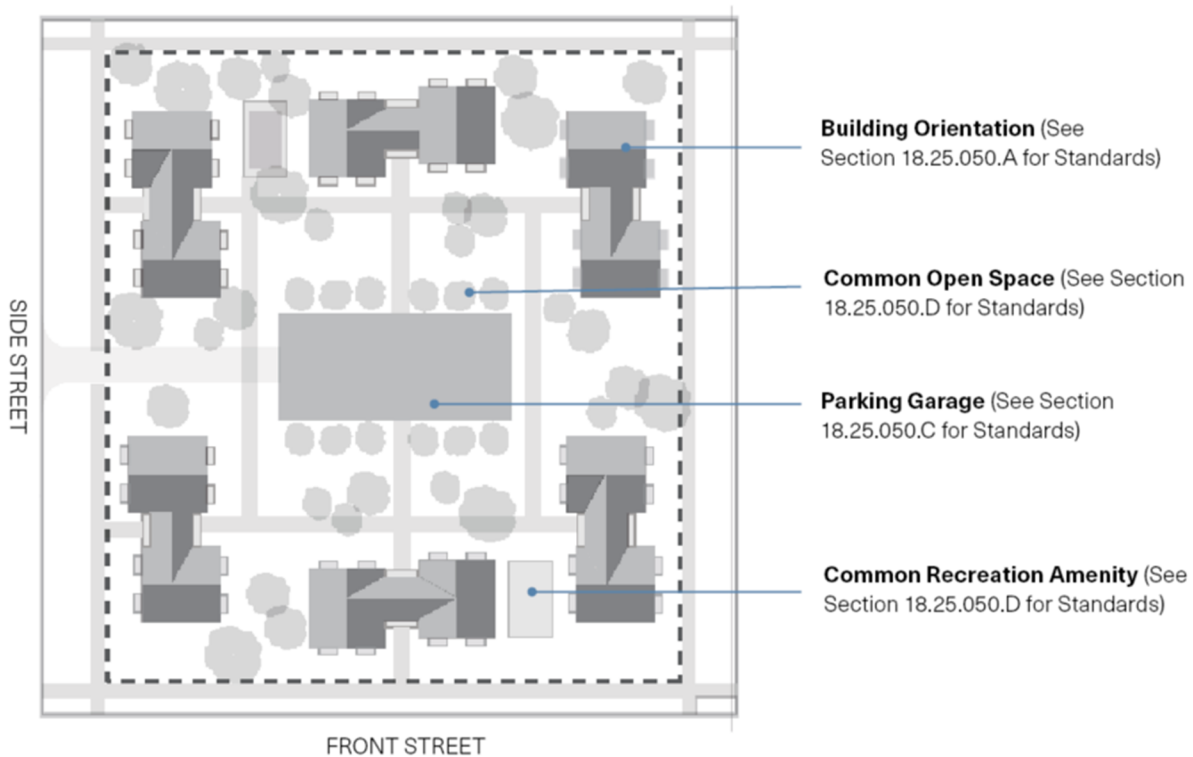 Building Orientation (See
Section 18.25.050.A for Standards)
Common Open Space (See Section
18.25.050.D for Standards)
SIDE STREET
Parking Garage (See Section
18.25.050.C for Standards)
Common Recreation Amenity (See
Section 18.25.050.D for Standards)
FRONT STREET